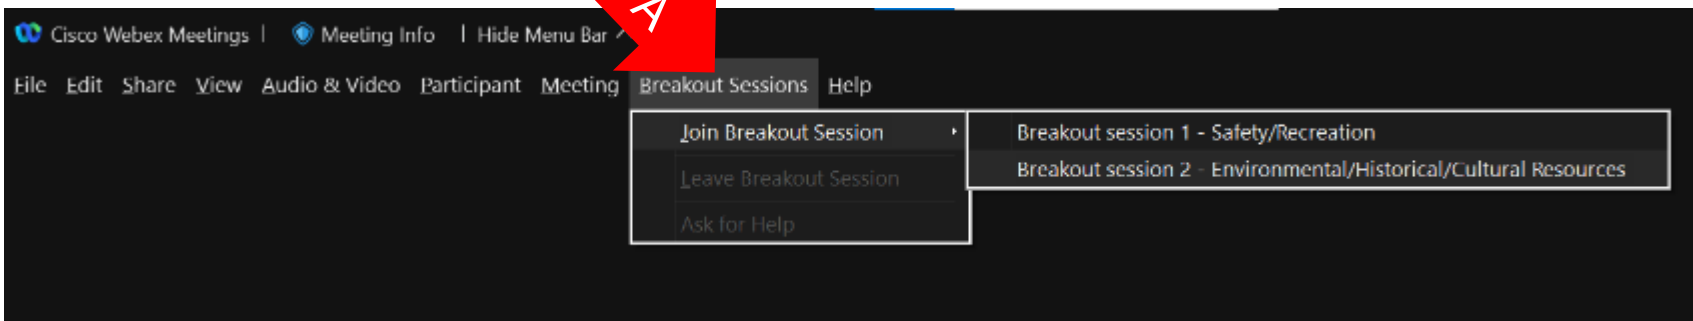 A
Cisco Webex Meetings | Meeting Info | Hide Menu Bar
File Edit Share View Audio & Video Participant Meeting Breakout Sessions Help
Join Breakout Session Breakout session 1 - Safety/Recreation
Breakout session 2 - Environmental/Historical/Cultural Resources
Leave Breakout Session
Ask for Help